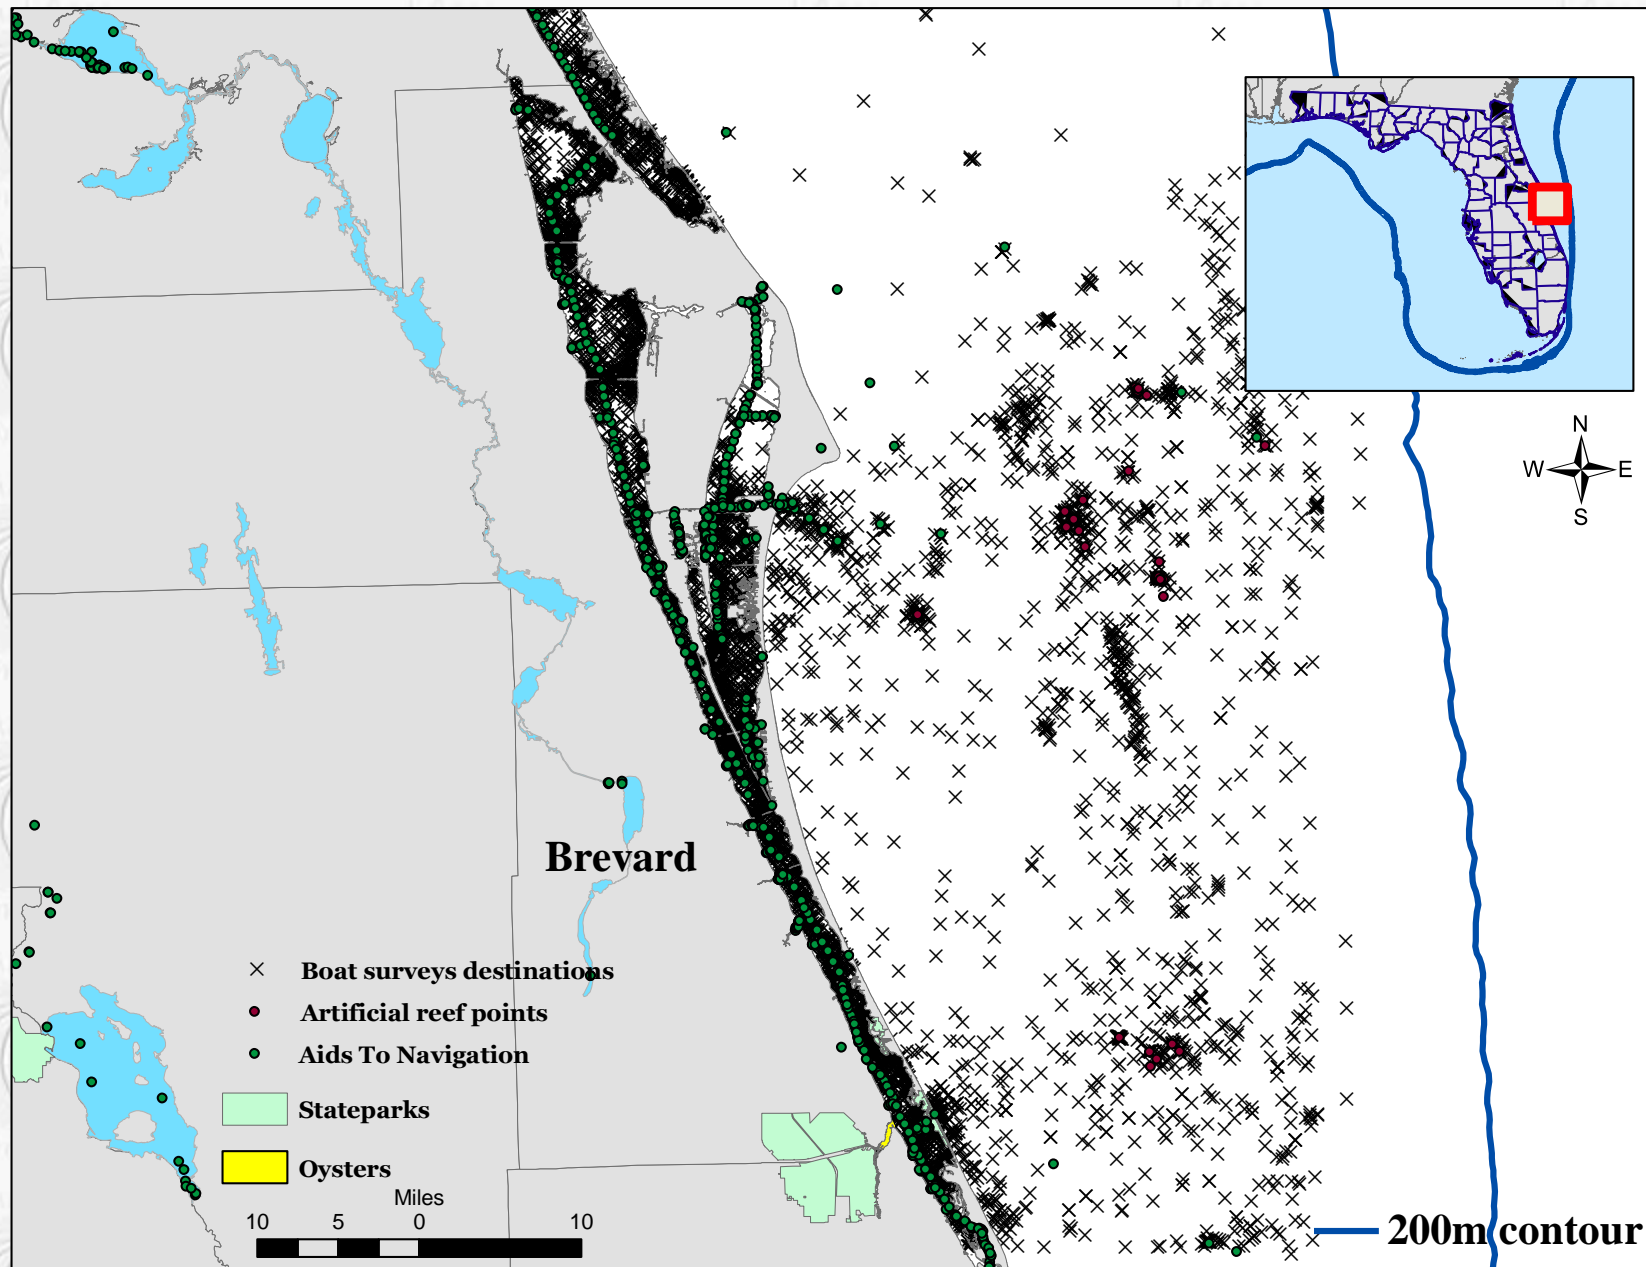 N
W E
S
Brevard
Boat surveys destinations
Artificial reef points
Aids To Navigation
Stateparks
Oysters
Miles
10 5 0 10
200m contour